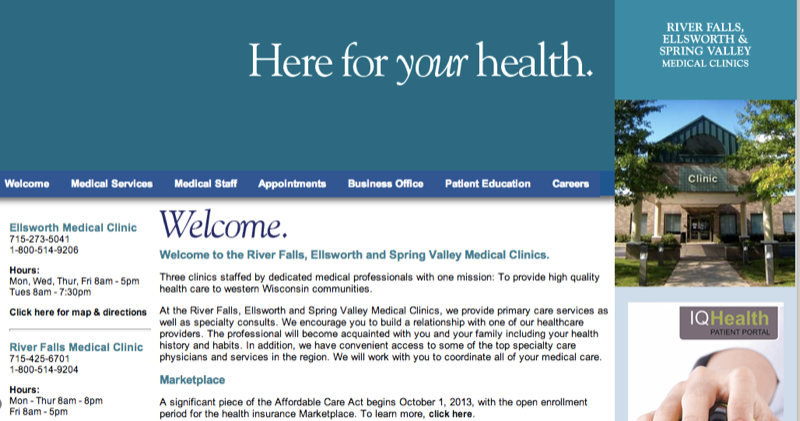 Here for your health.
RIVER FALLS,
ELLSWORTH &
SPRING VALLEY
MEDICAL CLINICS
Clinic
Welcome
Medical Services
Medical Staff
Appointments
Business Office
Patient Education
Careers
Ellsworth Medical Clinic
715-273-5041
1-800-514-9206
Hours:
Mon, Wed, Thur, Fri 8am - 5pm
Tues 8am - 7:30pm
Click here for map & directions
River Falls Medical Clinic
715-425-6701
1-800-514-9204
Hours:
Mon - Thur 8am - 8pm
Fri 8am - 5pm
Welcome.
Welcome to the River Falls, Ellsworth and Spring Valley Medical Clinics.
Three clinics staffed by dedicated medical professionals with one mission: To provide high quality
health care to western Wisconsin communities.
At the River Falls, Ellsworth and Spring Valley Medical Clinics, we provide primary care services as
well as specialty consults. We encourage you to build a relationship with one of our healthcare
providers. The professional will become acquainted with you and your family including your health
history and habits. In addition, we have convenient access to some of the top specialty care
physicians and services in the region. We will work with you to coordinate all of your medical care.
Marketplace
A significant piece of the Affordable Care Act begins October 1, 2013, with the open enrollment
period for the health insurance Marketplace. To learn more, click here.
IQHealth
PATIENT PORTAL